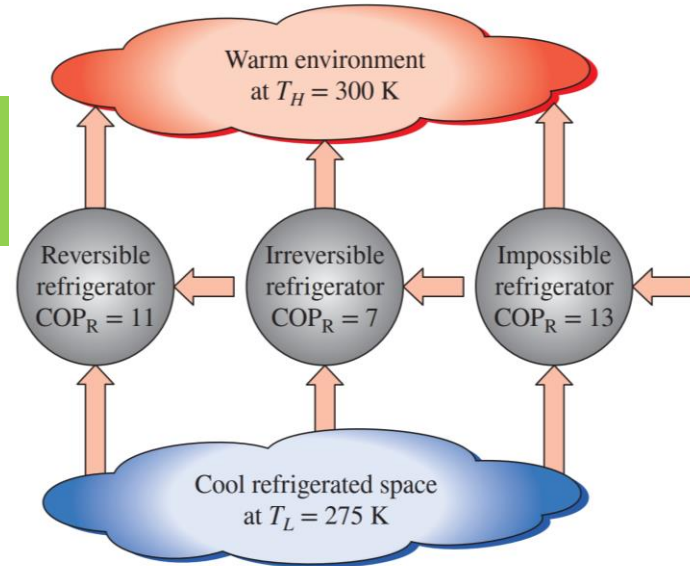 Warm environment
at T_H = 300 K
Reversible
refrigerator
COP_R = 11
Irreversible
refrigerator
COP_R = 7
Impossible
refrigerator
COP_R = 13
Cool refrigerated space
at T_L = 275 K